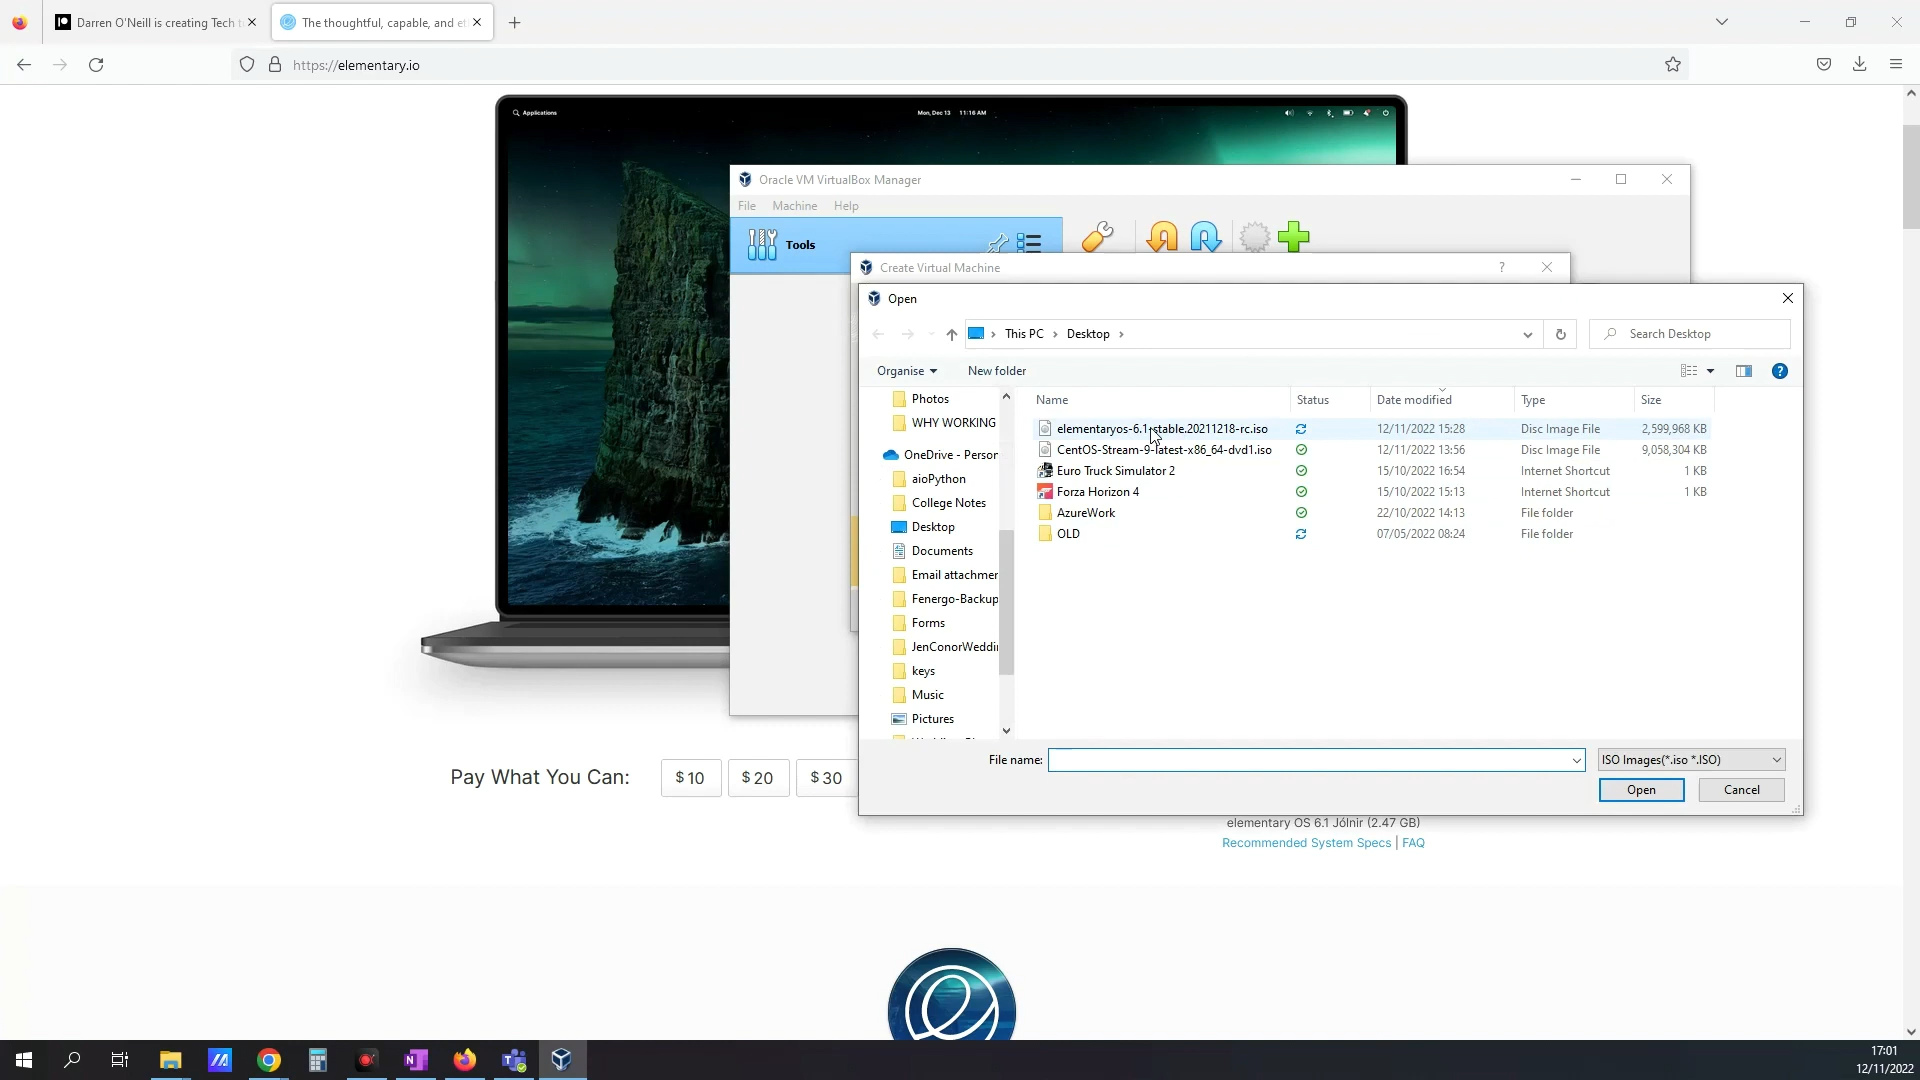 Darren O'Neill is creating Tech t
The thoughtful, capable, and et
https://elementary.io
Applications
Mon, Dec 13 11:16 AM
Oracle VM VirtualBox Manager
File Machine Help
Tools
Create Virtual Machine
?
Open
This PC > Desktop >
Search Desktop
Organise
New folder
?
Name
Status
Date modified
Type
Size
Photos
WHY WORKING
OneDrive - Person
aioPython
College Notes
Desktop
Documents
Email attachmen
Fenergo-Backup
Forms
JenConorWeddi
keys
Music
Pictures
elementaryos-6.1-stable.20211218-rc.iso 12/11/2022 15:28 Disc Image File 2,599,968 KB
CentOS-Stream-9-latest-x86_64-dvd1.iso 12/11/2022 13:56 Disc Image File 9,058,304 KB
Euro Truck Simulator 2 15/10/2022 16:54 Internet Shortcut 1 KB
Forza Horizon 4 15/10/2022 15:13 Internet Shortcut 1 KB
AzureWork 22/10/2022 14:13 File folder
OLD 07/05/2022 08:24 File folder
File name:
ISO Images(*.iso *.ISO)
Open
Cancel
Pay What You Can:
$ 10
$ 20
$ 30
elementary OS 6.1 Jólnir (2.47 GB)
Recommended System Specs | FAQ
17:01
12/11/2022